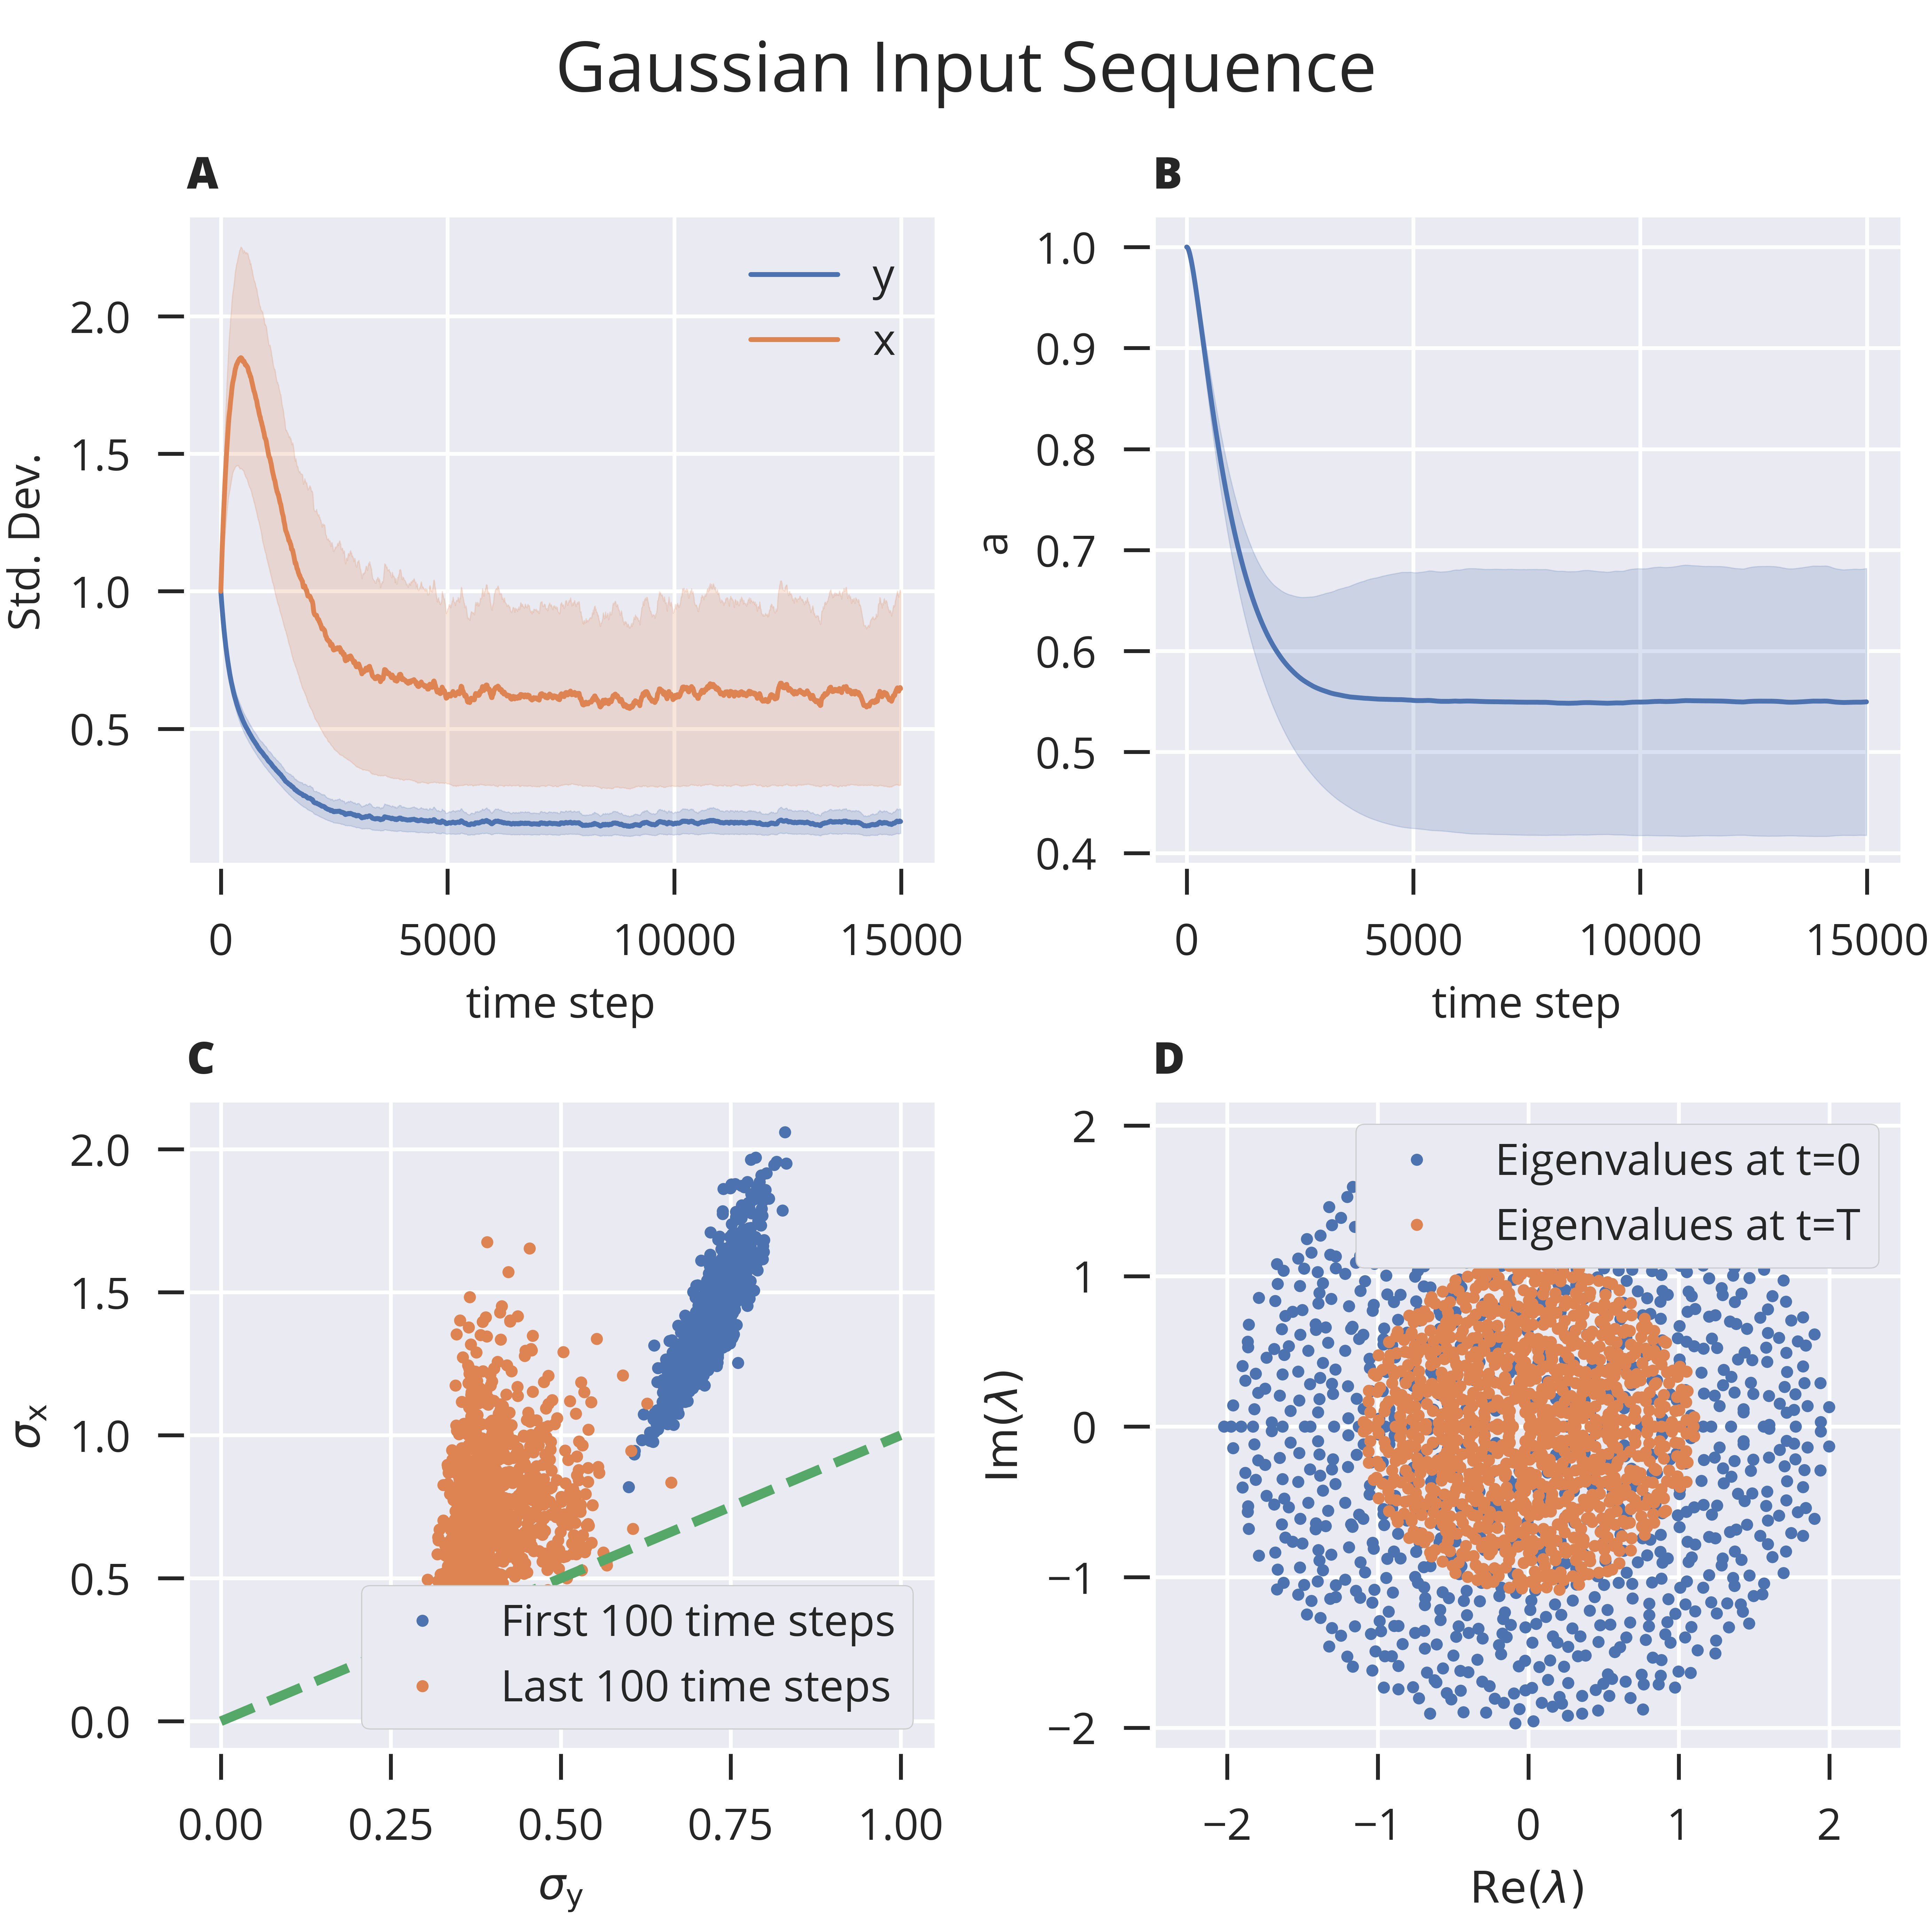 Gaussian Input Sequence
A
Std. Dev.
2.0
1.5
1.0
0.5
y
x
0 5000 10000 15000
time step
B
a
1.0
0.9
0.8
0.7
0.6
0.5
0.4
0 5000 10000 15000
time step
C
σx
2.0
1.5
1.0
0.5
0.0
First 100 time steps
Last 100 time steps
0.00 0.25 0.50 0.75 1.00
σy
D
Im(λ)
2
1
0
−1
−2
Eigenvalues at t=0
Eigenvalues at t=T
−2 −1 0 1 2
Re(λ)